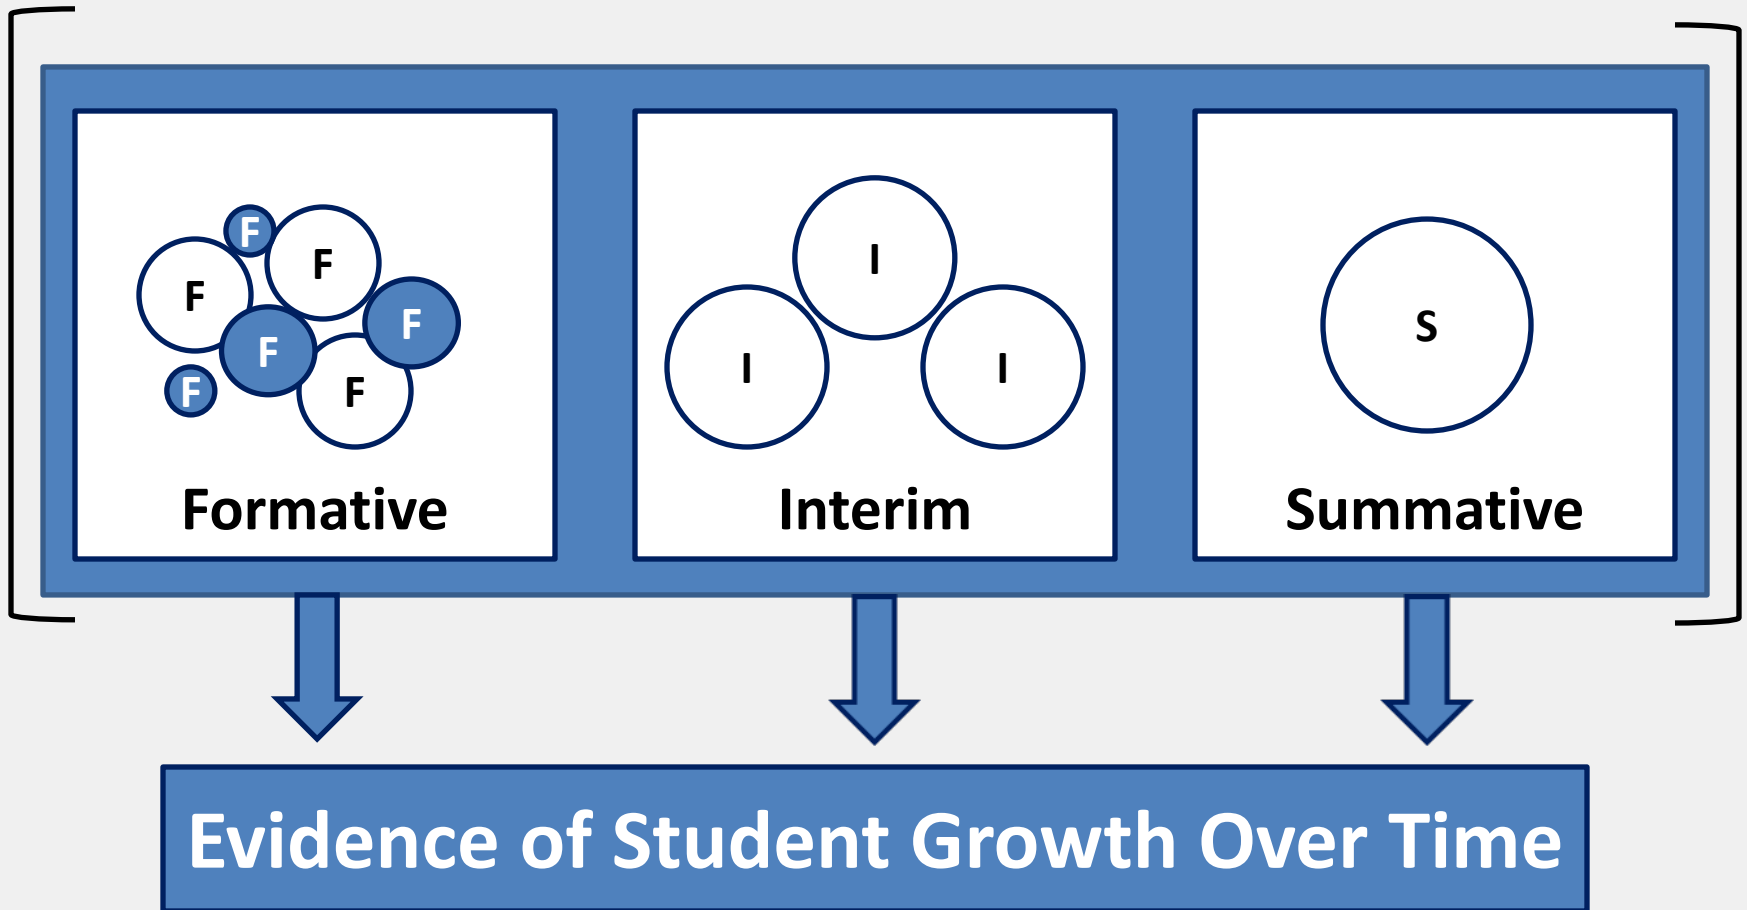 F
F
F
F
F
F
F
Formative
I
I
I
Interim
S
Summative
Evidence of Student Growth Over Time